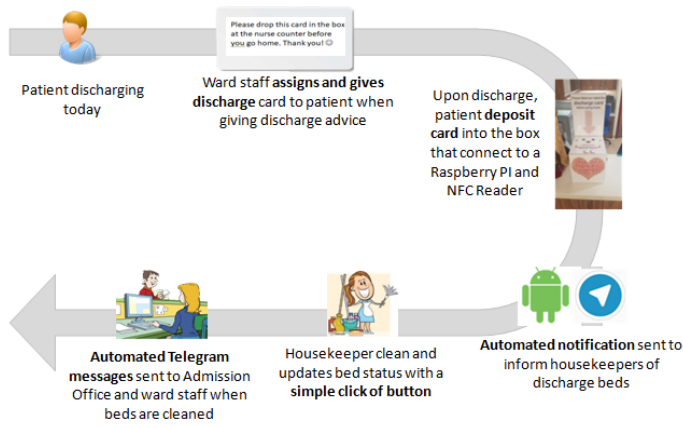 Please drop this card in the box
at the nurse counter before
you go home. Thank you! ☺
Patient discharging
today
Ward staff assigns and gives
discharge card to patient when
giving discharge advice
Upon discharge,
patient deposit
card into the box
that connect to a
Raspberry PI and
NFC Reader
discharge card
Automated notification sent to
inform housekeepers of
discharge beds
Housekeeper clean and
updates bed status with a
simple click of button
Automated Telegram
messages sent to Admission
Office and ward staff when
beds are cleaned